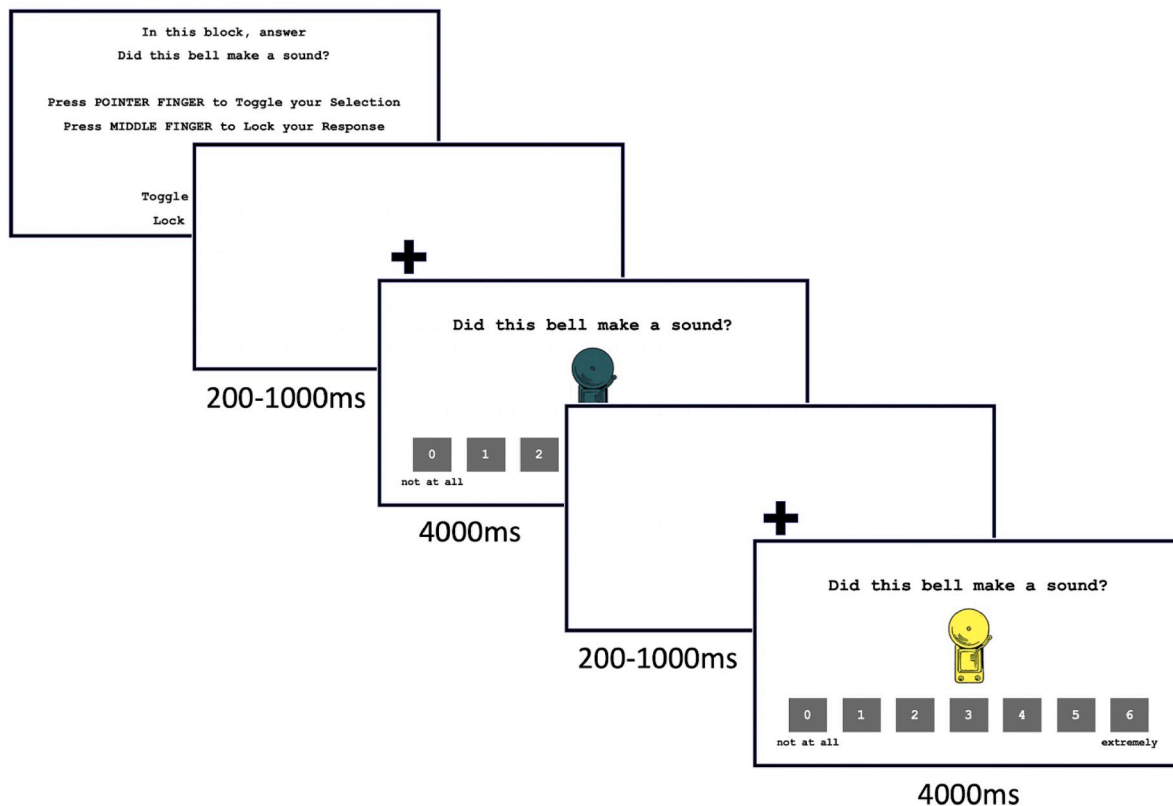 In this block, answer
Did this bell make a sound?
Press POINTER FINGER to Toggle your Selection
Press MIDDLE FINGER to Lock your Response
Toggle
Lock
200-1000ms
Did this bell make a sound?
0 1 2
not at all
4000ms
200-1000ms
Did this bell make a sound?
0 1 2 3 4 5 6
not at all extremely
4000ms